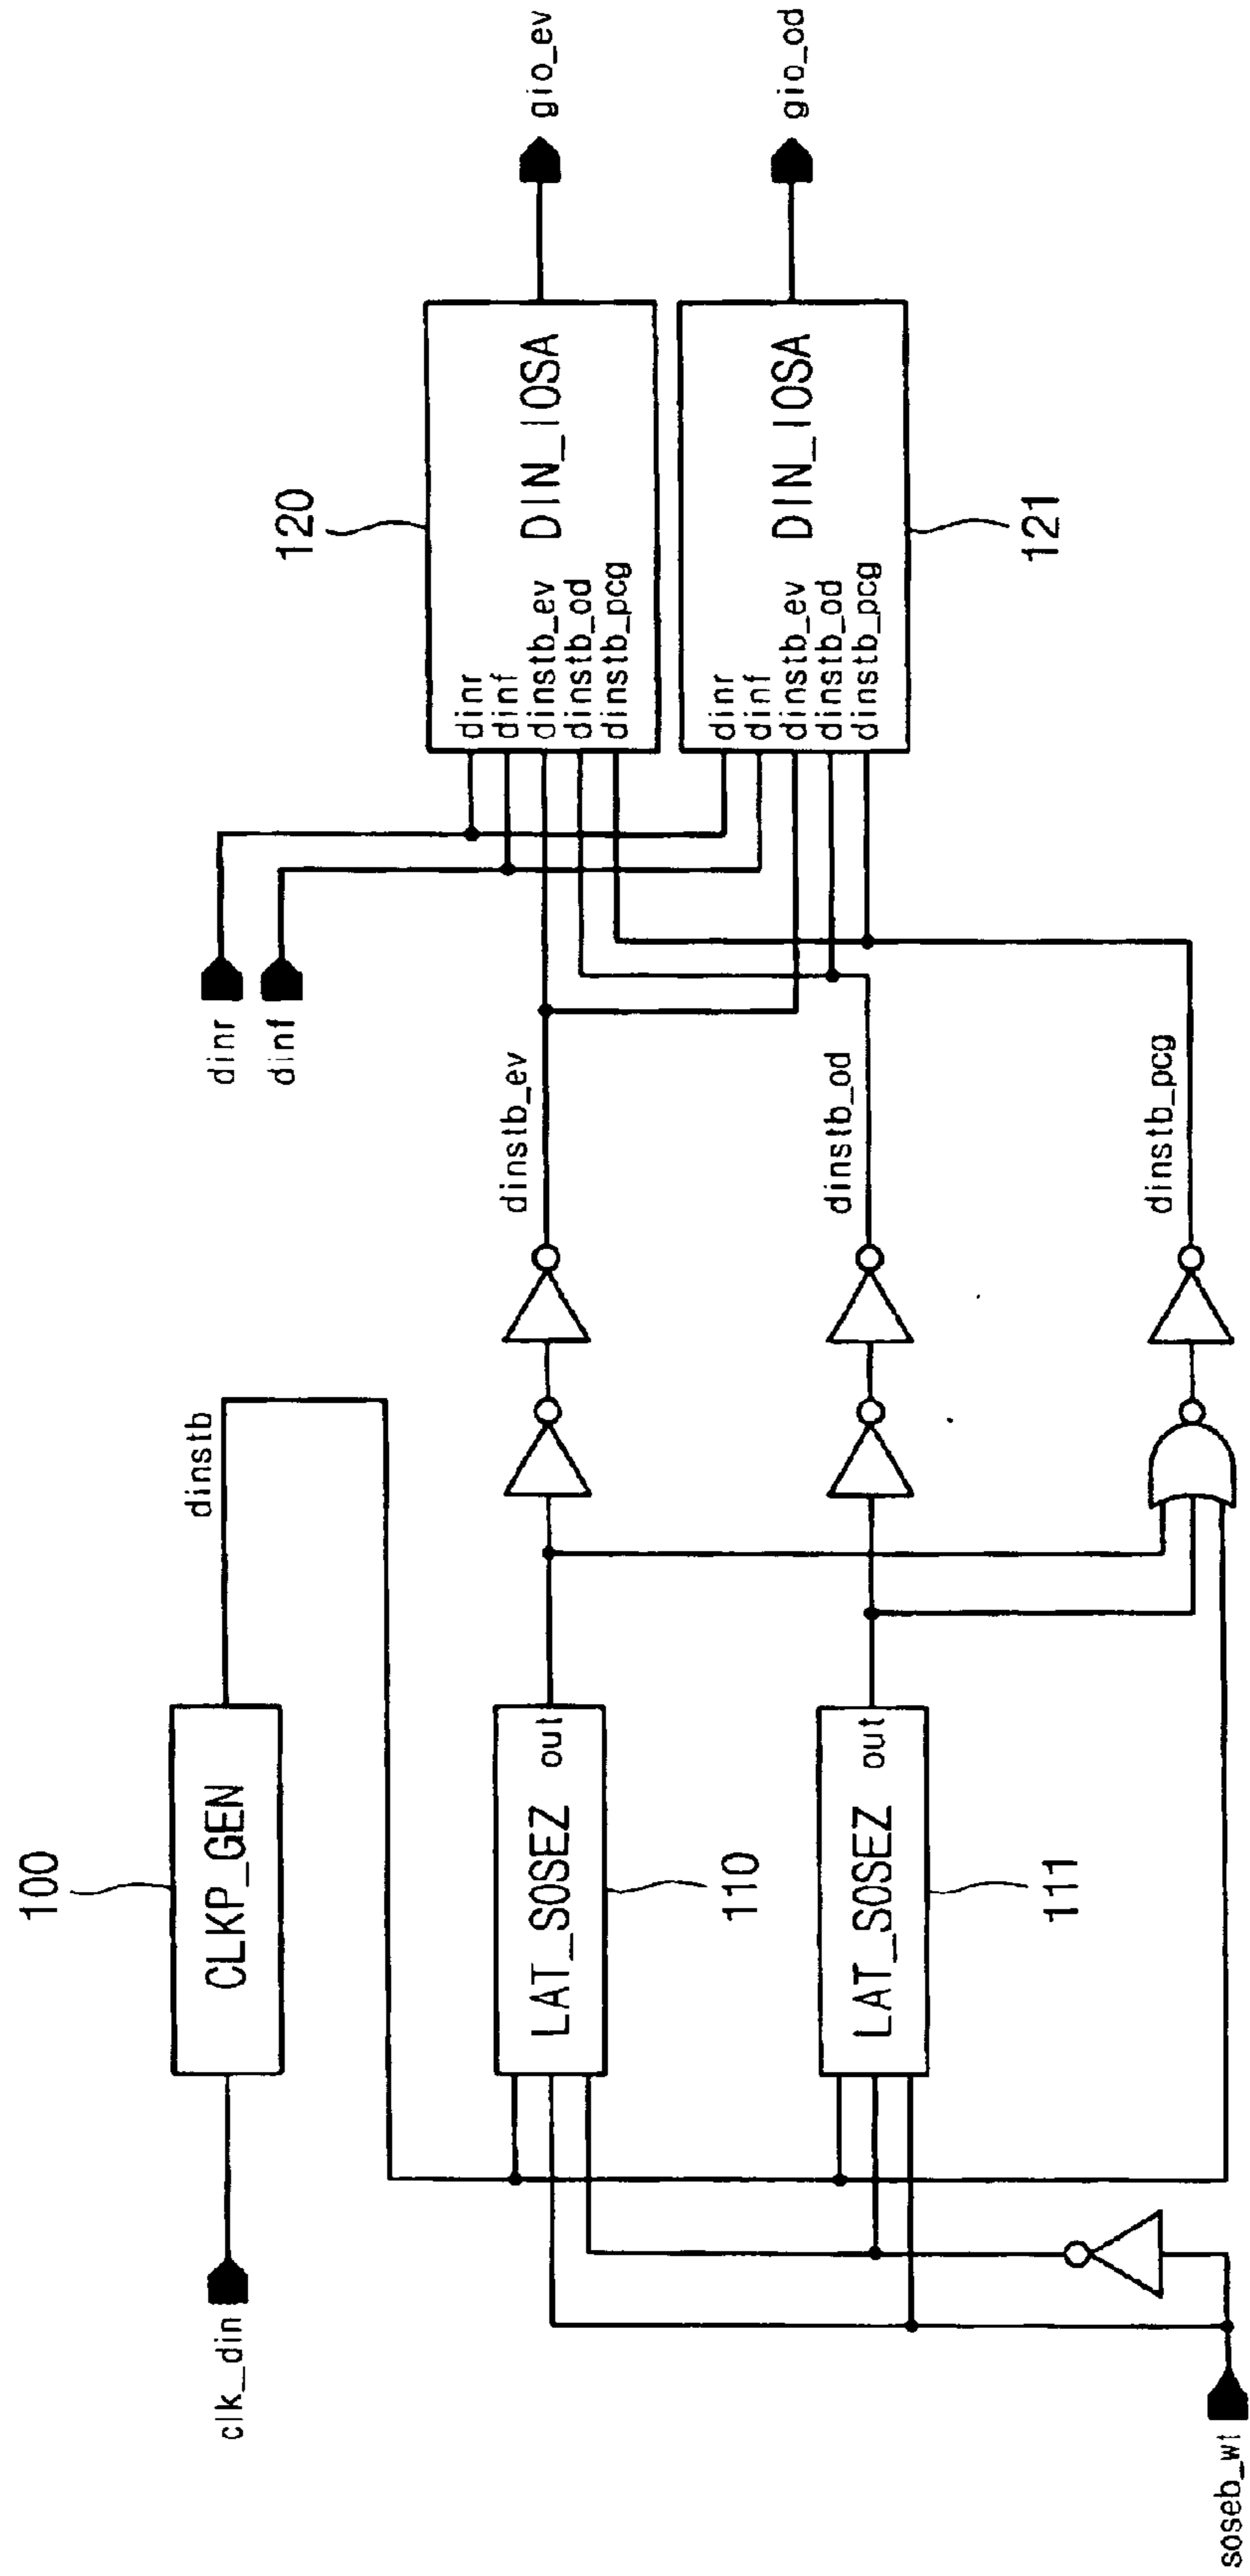 100
clk_din
CLKP_GEN
dinstb
dinr
dinf
LAT_SOSEZ
out
110
dinstb_ev
120
dinr
dinf
dinstb_ev
dinstb_od
dinstb_pcg
DIN_IOSA
gio_ev
LAT_SOSEZ
out
111
dinstb_od
dinr
dinf
dinstb_ev
dinstb_od
dinstb_pcg
DIN_IOSA
gio_od
121
dinstb_pcg
soseb_wt